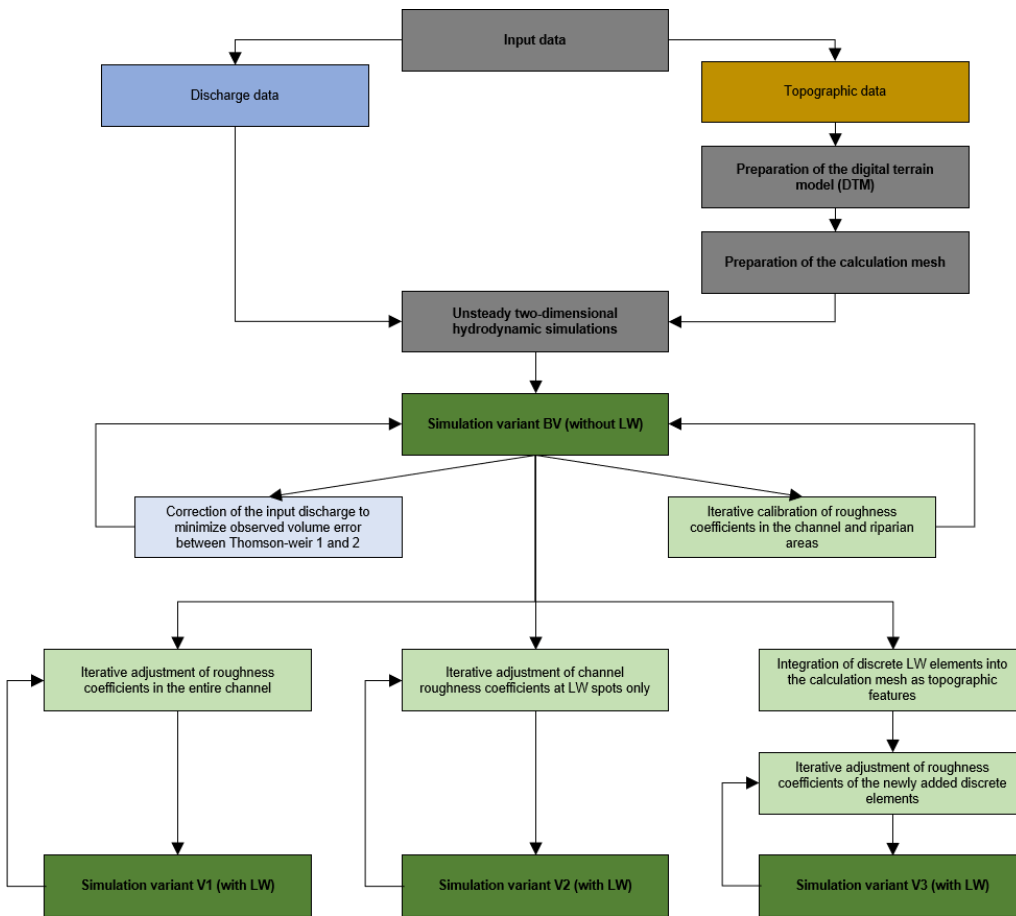 Input data
Discharge data
Topographic data
Preparation of the digital terrain
model (DTM)
Preparation of the calculation mesh
Unsteady two-dimensional
hydrodynamic simulations
Simulation variant BV (without LW)
Correction of the input discharge to
minimize observed volume error
between Thomson-weir 1 and 2
Iterative calibration of roughness
coefficients in the channel and riparian
areas
Iterative adjustment of roughness
coefficients in the entire channel
Iterative adjustment of channel
roughness coefficients at LW spots only
Integration of discrete LW elements into
the calculation mesh as topographic
features
Iterative adjustment of roughness
coefficients of the newly added discrete
elements
Simulation variant V1 (with LW)
Simulation variant V2 (with LW)
Simulation variant V3 (with LW)